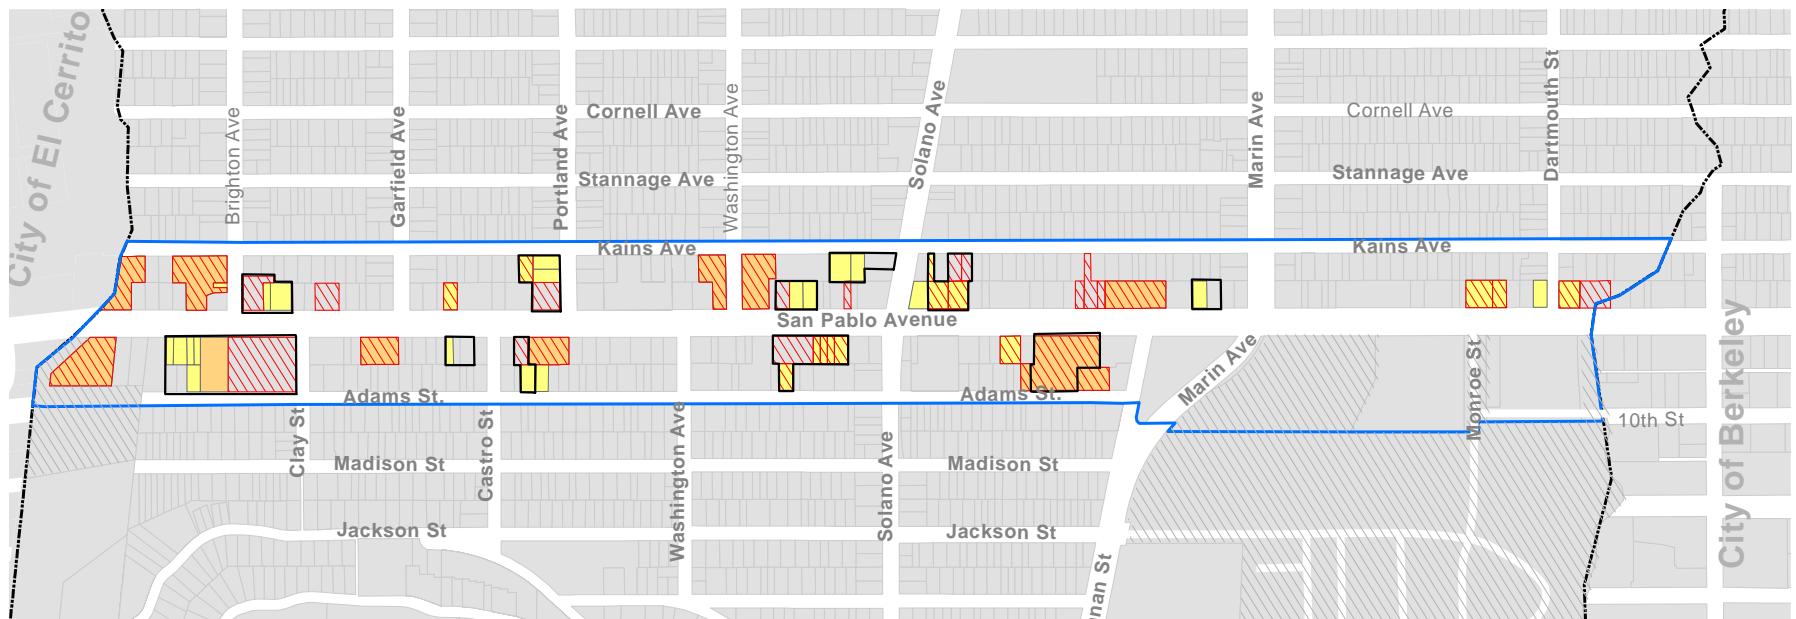 City of El Cerrito
Brighton Ave
Garfield Ave
Portland Ave
Cornell Ave
Stannage Ave
Washington Ave
Solano Ave
Marin Ave
Cornell Ave
Stannage Ave
Dartmouth St
Kains Ave
Kains Ave
San Pablo Avenue
Adams St.
Adams St.
Marin Ave
Monroe St
10th St
City of Berkeley
Clay St
Madison St
Castro St
Washington Ave
Solano Ave
Madison St
Jackson St
Jackson St
nan St